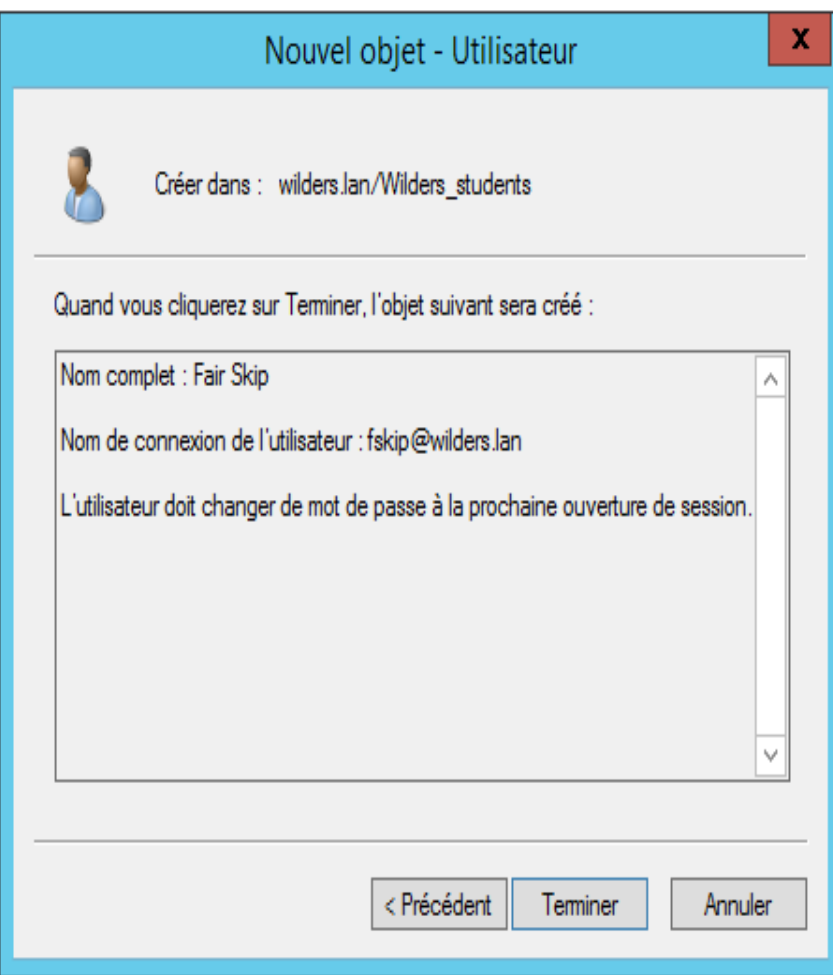 Nouvel objet - Utilisateur
x
Créer dans : wilders.lan/Wilders_students
Quand vous cliquerez sur Terminer, l'objet suivant sera créé :
Nom complet : Fair Skip
Nom de connexion de l'utilisateur : fskip@wilders.lan
L'utilisateur doit changer de mot de passe à la prochaine ouverture de session.
< Précédent Terminer Annuler